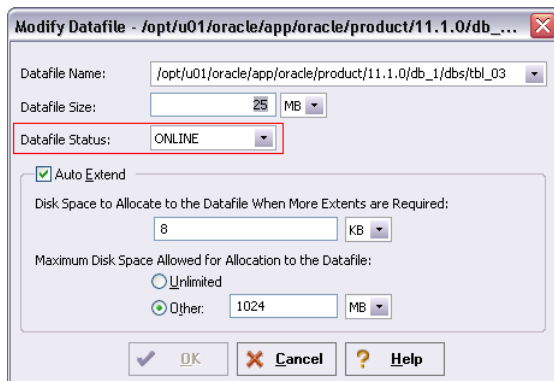 Modify Datafile - /opt/u01/oracle/app/oracle/product/11.1.0/db_...
Datafile Name: /opt/u01/oracle/app/oracle/product/11.1.0/db_1/dbs/tbl_03
Datafile Size: 25 MB
Datafile Status: ONLINE
Auto Extend
Disk Space to Allocate to the Datafile When More Extents are Required:
8 KB
Maximum Disk Space Allowed for Allocation to the Datafile:
Unlimited
Other: 1024 MB
OK Cancel Help